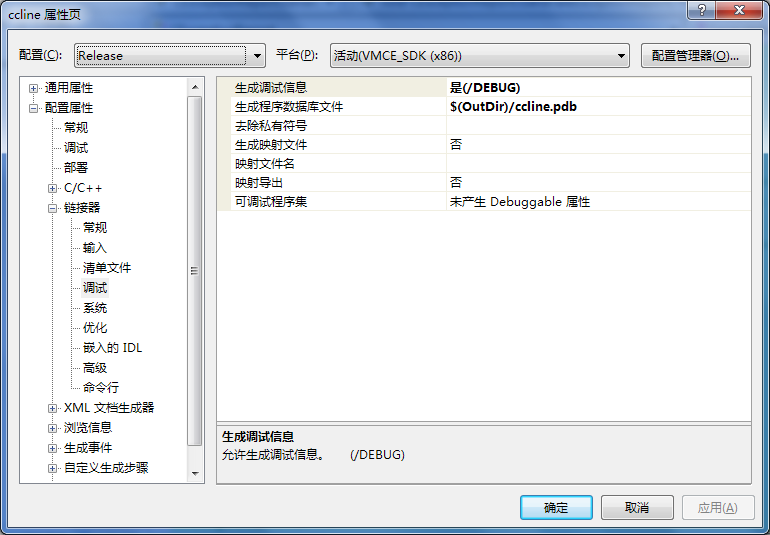 ccline 属性页
配置(C): Release 平台(P): 活动(VMCE_SDK (x86)) 配置管理器(O)...
通用属性
配置属性
常规
调试
部署
C/C++
链接器
常规
输入
清单文件
调试
系统
优化
嵌入的 IDL
高级
命令行
XML 文档生成器
浏览信息
生成事件
自定义生成步骤
生成调试信息 是(/DEBUG)
生成程序数据库文件 $(OutDir)/ccline.pdb
去除私有符号
生成映射文件 否
映射文件名
映射导出 否
可调试程序集 未产生 Debuggable 属性
生成调试信息
允许生成调试信息。 (/DEBUG)
确定 取消 应用(A)